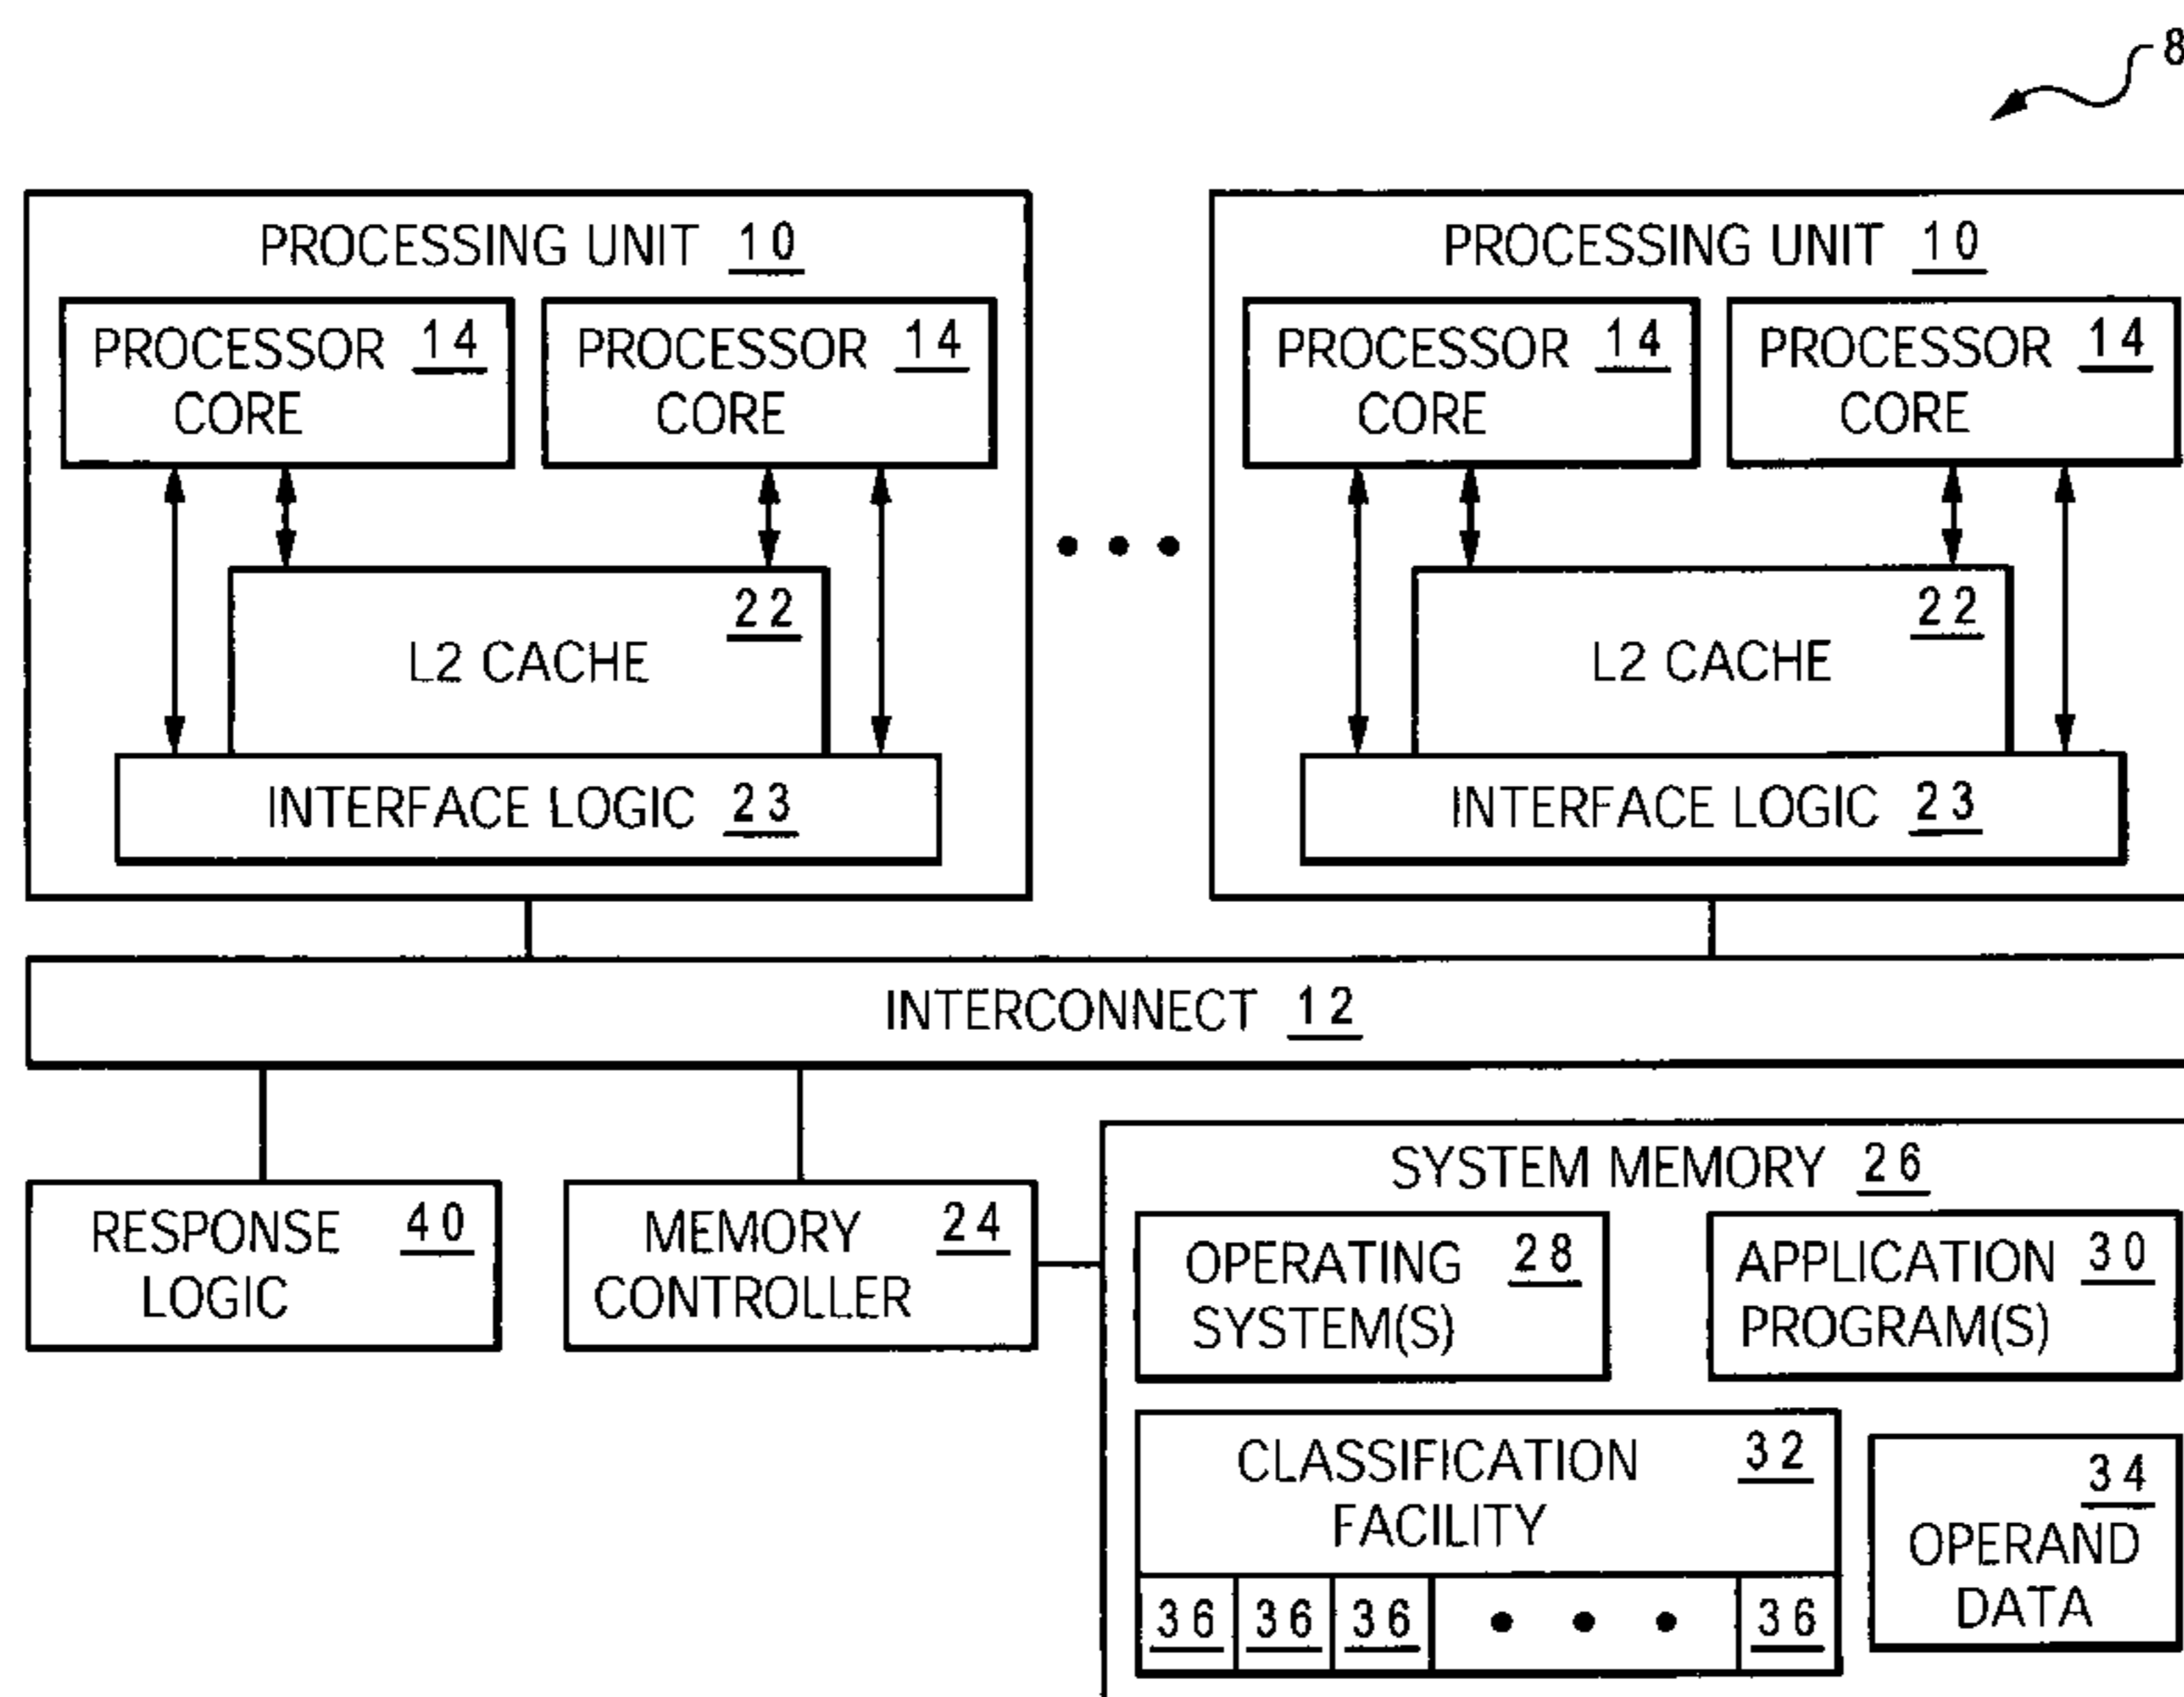 8
PROCESSING UNIT 10
PROCESSOR 14
CORE
PROCESSOR 14
CORE
22
L2 CACHE
INTERFACE LOGIC 23
PROCESSING UNIT 10
PROCESSOR 14
CORE
PROCESSOR 14
CORE
22
L2 CACHE
INTERFACE LOGIC 23
INTERCONNECT 12
RESPONSE 40
LOGIC
MEMORY 24
CONTROLLER
SYSTEM MEMORY 26
OPERATING 28
SYSTEM(S)
APPLICATION 30
PROGRAM(S)
CLASSIFICATION 32
FACILITY
36 36 36 • • • 36
34
OPERAND
DATA